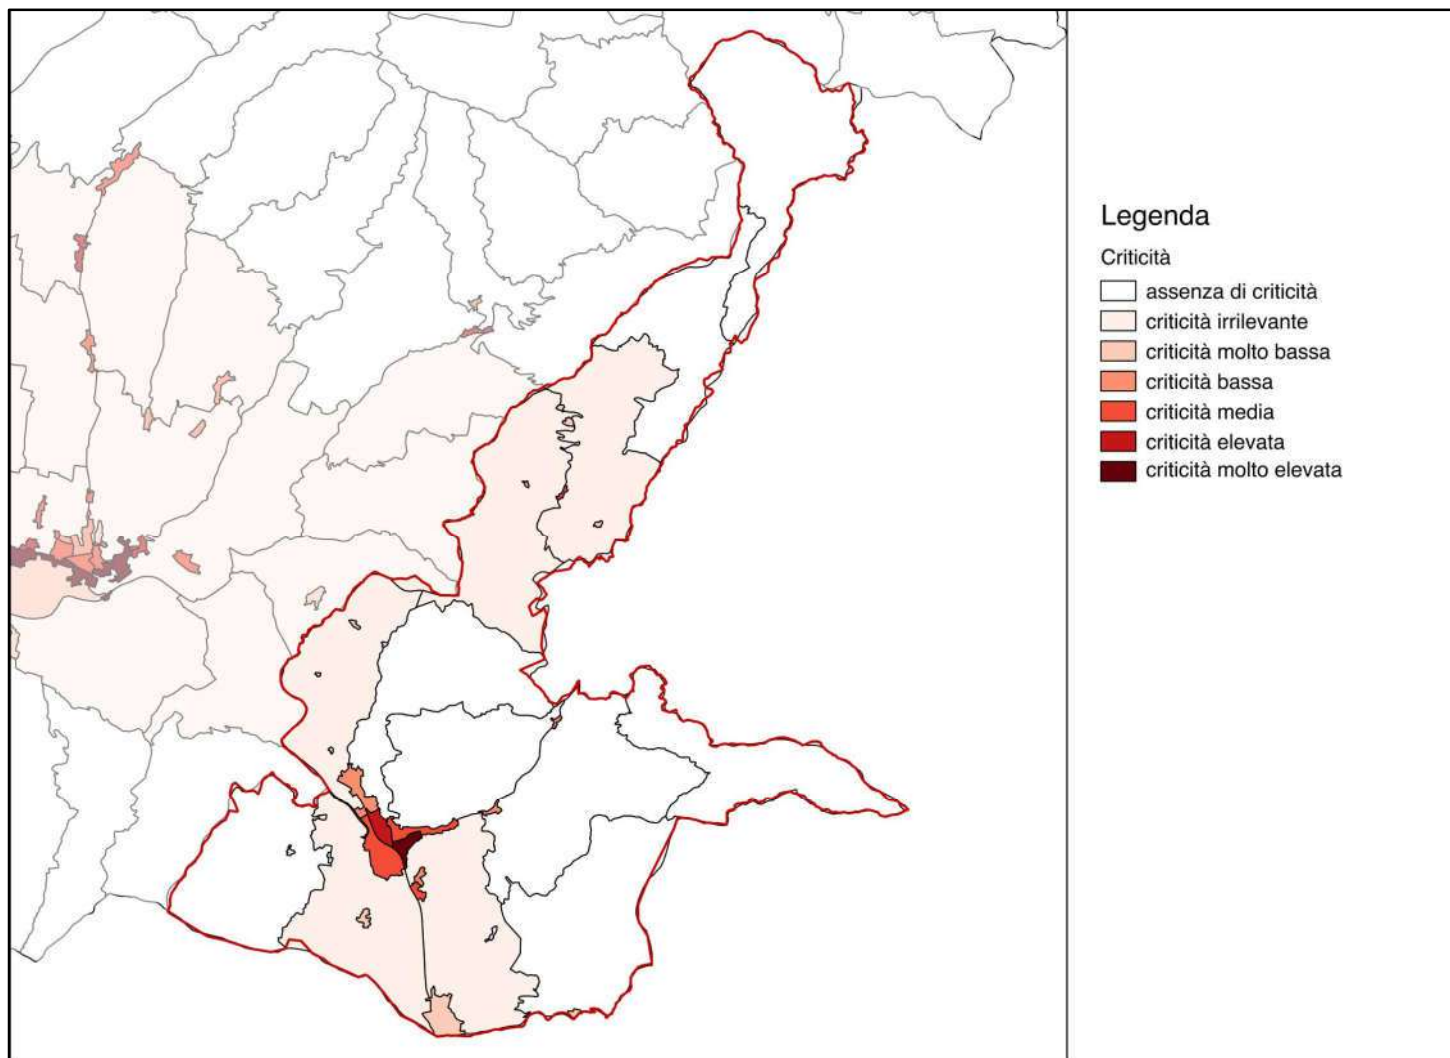 Legenda
Criticità
assenza di criticità
criticità irrilevante
criticità molto bassa
criticità bassa
criticità media
criticità elevata
criticità molto elevata